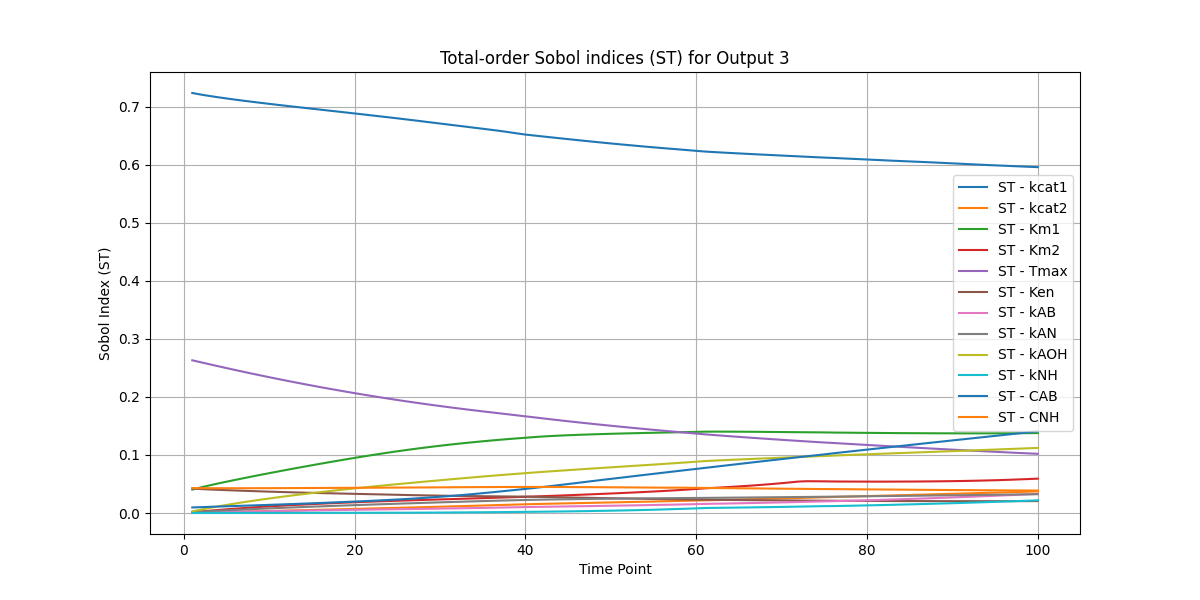 Total-order Sobol indices (ST) for Output 3
Sobol Index (ST)
0.7
0.6
0.5
0.4
0.3
0.2
0.1
0.0
ST - kcat1
ST - kcat2
ST - Km1
ST - Km2
ST - Tmax
ST - Ken
ST - kAB
ST - kAN
ST - kAOH
ST - kNH
ST - CAB
ST - CNH
0 20 40 60 80 100
Time Point